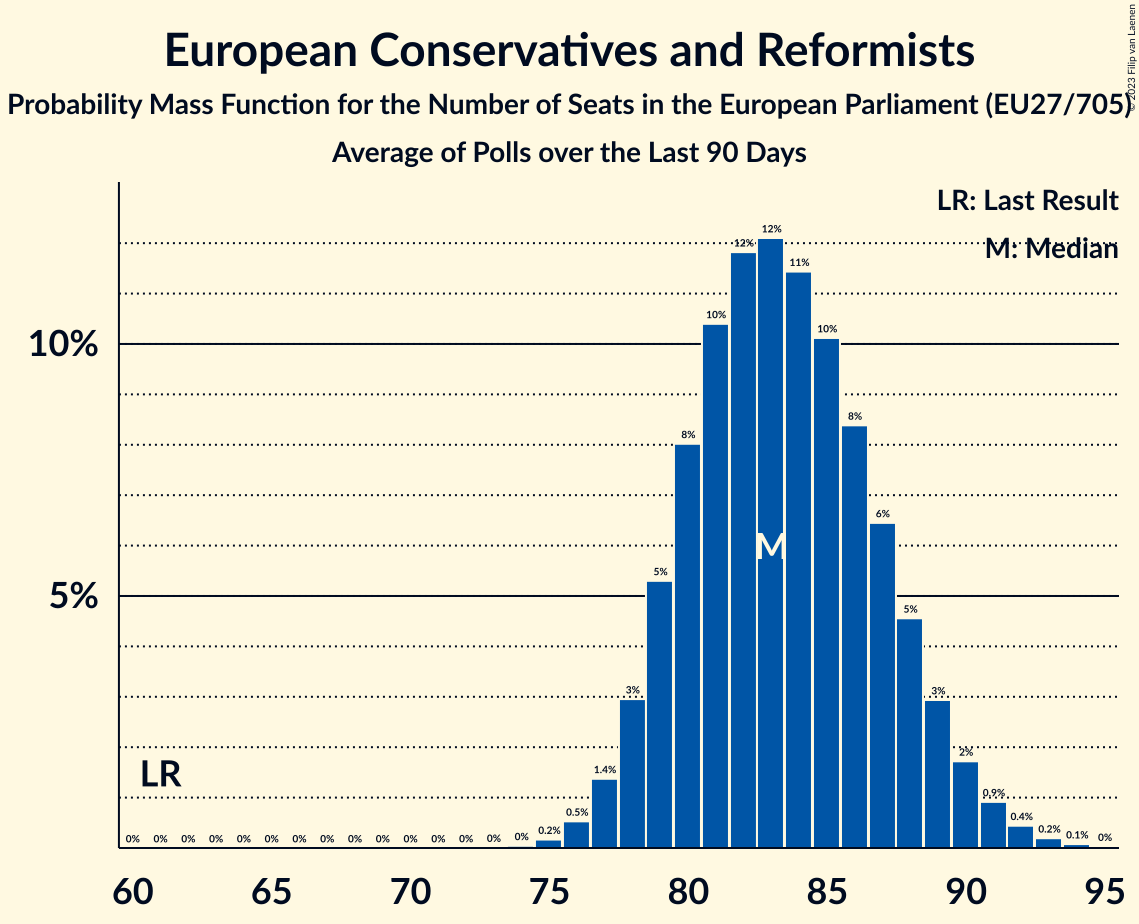 European Conservatives and Reformists
Probability Mass Function for the Number of Seats in the European Parliament (EU27/705)
Average of Polls over the Last 90 Days
© 2023 Filip van Laenen
LR: Last Result
M: Median
10%
5%
0% 0% 0% 0% 0% 0% 0% 0% 0% 0% 0% 0% 0% 0% 0% 0.2% 0.5% 1.4% 3% 5% 8% 10% 12% 12% 11% 10% 8% 6% 5% 3% 2% 0.9% 0.4% 0.2% 0.1% 0%
M
LR
60 65 70 75 80 85 90 95